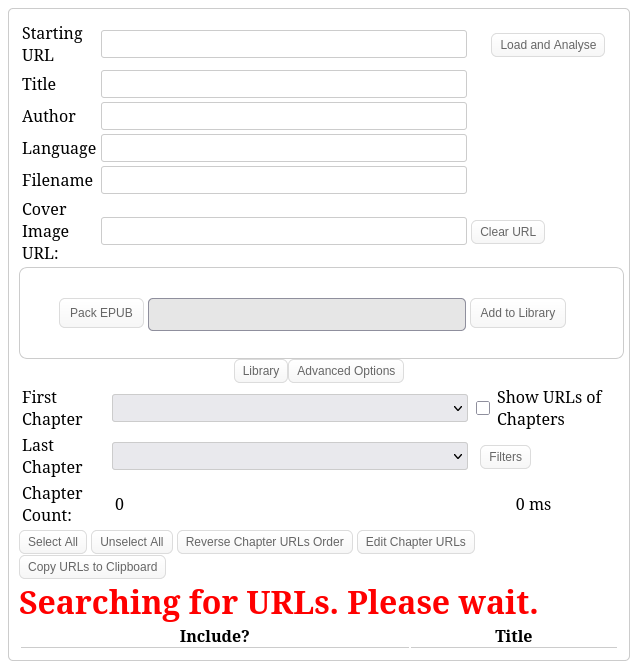 Starting
URL
Load and Analyse
Title
Author
Language
Filename
Cover
Image
URL:
Clear URL
Pack EPUB
Add to Library
Library
Advanced Options
First
Chapter
Show URLs of
Chapters
Last
Chapter
Filters
Chapter
Count:
0
0 ms
Select All
Unselect All
Reverse Chapter URLs Order
Edit Chapter URLs
Copy URLs to Clipboard
Searching for URLs. Please wait.
Include?
Title